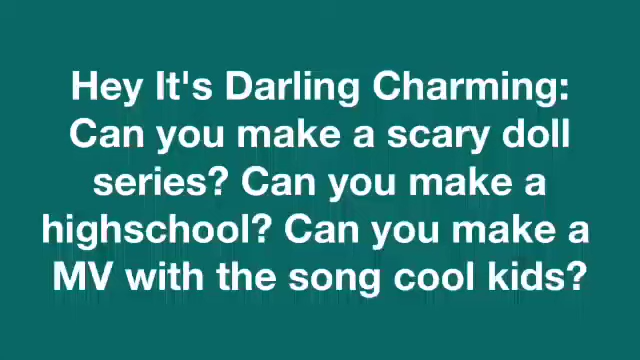 Hey It's Darling Charming:
Can you make a scary doll
series? Can you make a
highschool? Can you make a
MV with the song cool kids?